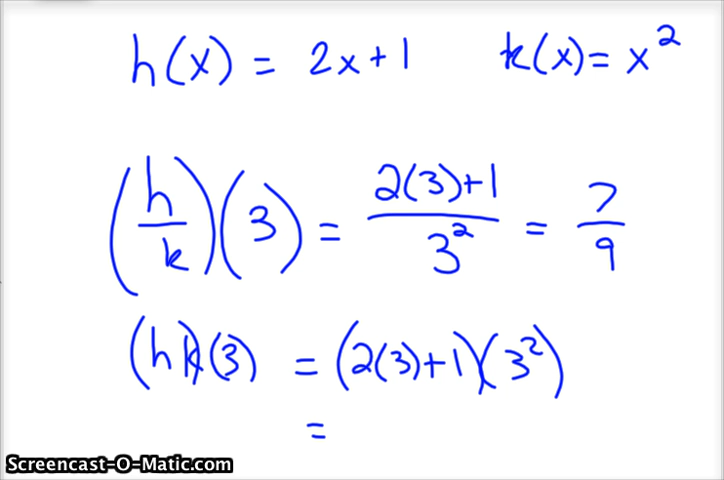 h(x) = 2x+1 k(x) = x²
(h/k)(3) = (2(3)+1)/3² = 7/9
(hk)(3) = (2(3)+1)(3²)
=
Screencast-O-Matic.com